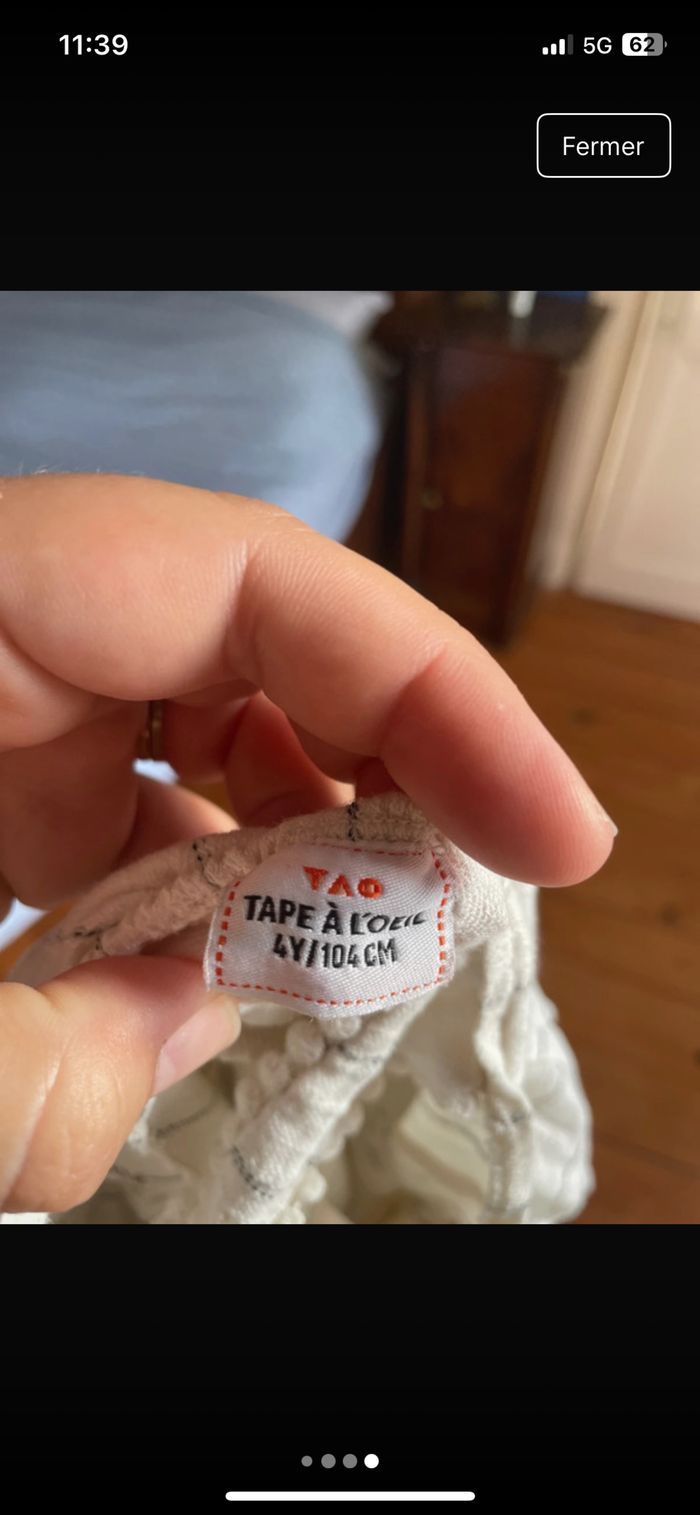 11:39
5G
62
Fermer
TAO
TAPE À L'OEIL
4Y/104 CM